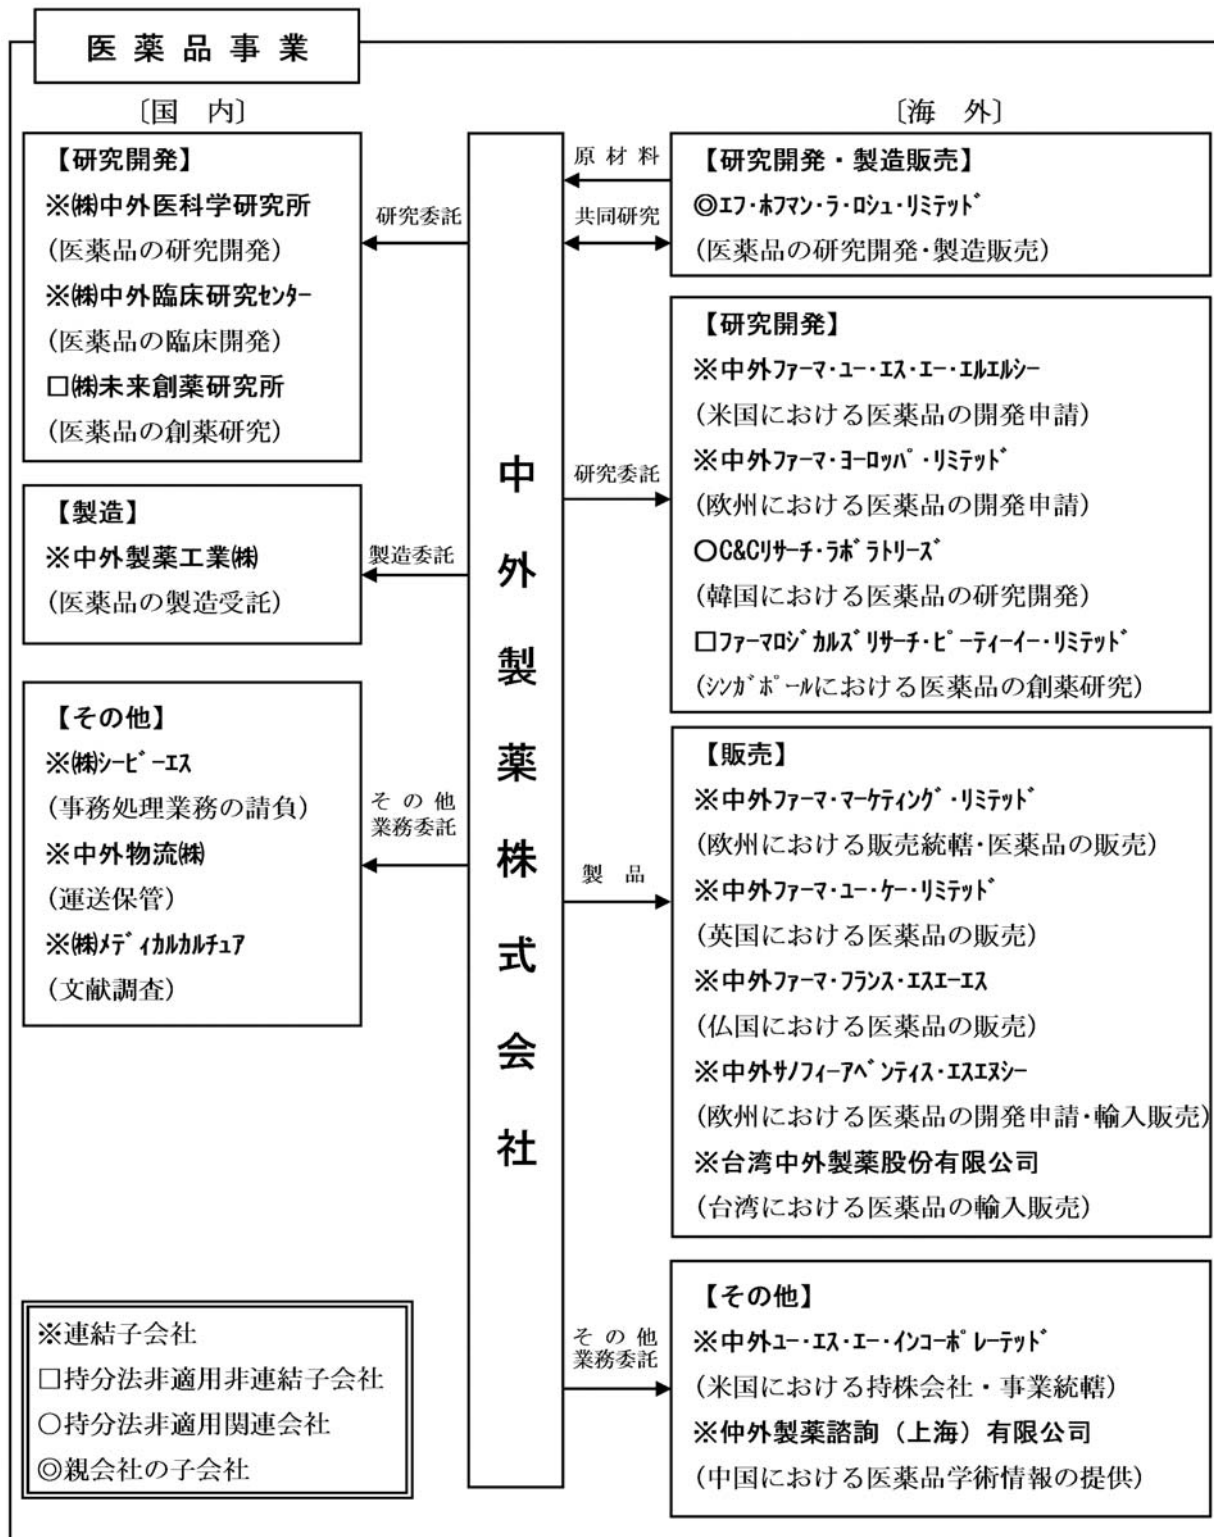 医薬品事業
〔国 内〕
【研究開発】
※㈱中外医科学研究所
(医薬品の研究開発)
※㈱中外臨床研究ｾﾝﾀｰ
(医薬品の臨床開発)
□㈱未来創薬研究所
(医薬品の創薬研究)
【製造】
※中外製薬工業㈱
(医薬品の製造受託)
【その他】
※㈱ｼｰﾋﾞｰｴｽ
(事務処理業務の請負)
※中外物流㈱
(運送保管)
※㈱ﾒﾃﾞｨｶﾙｶﾙﾁｭｱ
(文献調査)
研究委託
製造委託
その他
業務委託
中外製薬株式会社
原材料
共同研究
研究委託
製 品
その他
業務委託
〔海 外〕
【研究開発・製造販売】
◎ｴﾌ･ﾎﾌﾏﾝ･ﾗ･ﾛｼｭ･ﾘﾐﾃｯﾄﾞ
(医薬品の研究開発･製造販売)
【研究開発】
※中外ﾌｧｰﾏ･ﾕｰ･ｴｽ･ｴｰ･ｴﾙｴﾙｼｰ
(米国における医薬品の開発申請)
※中外ﾌｧｰﾏ･ﾖｰﾛｯﾊﾟ･ﾘﾐﾃｯﾄﾞ
(欧州における医薬品の開発申請)
○C&Cﾘｻｰﾁ･ﾗﾎﾞﾗﾄﾘｰｽﾞ
(韓国における医薬品の研究開発)
□ﾌｧｰﾏﾛｼﾞｶﾙｽﾞﾘｻｰﾁ･ﾋﾟｰﾃｨｰｲｰ･ﾘﾐﾃｯﾄﾞ
(ｼﾝｶﾞﾎﾟｰﾙにおける医薬品の創薬研究)
【販売】
※中外ﾌｧｰﾏ･ﾏｰｹﾃｨﾝｸﾞ･ﾘﾐﾃｯﾄﾞ
(欧州における販売統轄･医薬品の販売)
※中外ﾌｧｰﾏ･ﾕｰ･ｹｰ･ﾘﾐﾃｯﾄﾞ
(英国における医薬品の販売)
※中外ﾌｧｰﾏ･ﾌﾗﾝｽ･ｴｽｴｰｴｽ
(仏国における医薬品の販売)
※中外ｻﾉﾌｨｰｱﾍﾞﾝﾃｨｽ･ｴｽｴﾇｼｰ
(欧州における医薬品の開発申請･輸入販売)
※台湾中外製薬股份有限公司
(台湾における医薬品の輸入販売)
【その他】
※中外ﾕｰ･ｴｽ･ｴｰ･ｲﾝｺｰﾎﾟﾚｰﾃｯﾄﾞ
(米国における持株会社・事業統轄)
※仲外製薬諮詢（上海）有限公司
(中国における医薬品学術情報の提供)
※連結子会社
□持分法非適用非連結子会社
○持分法非適用関連会社
◎親会社の子会社